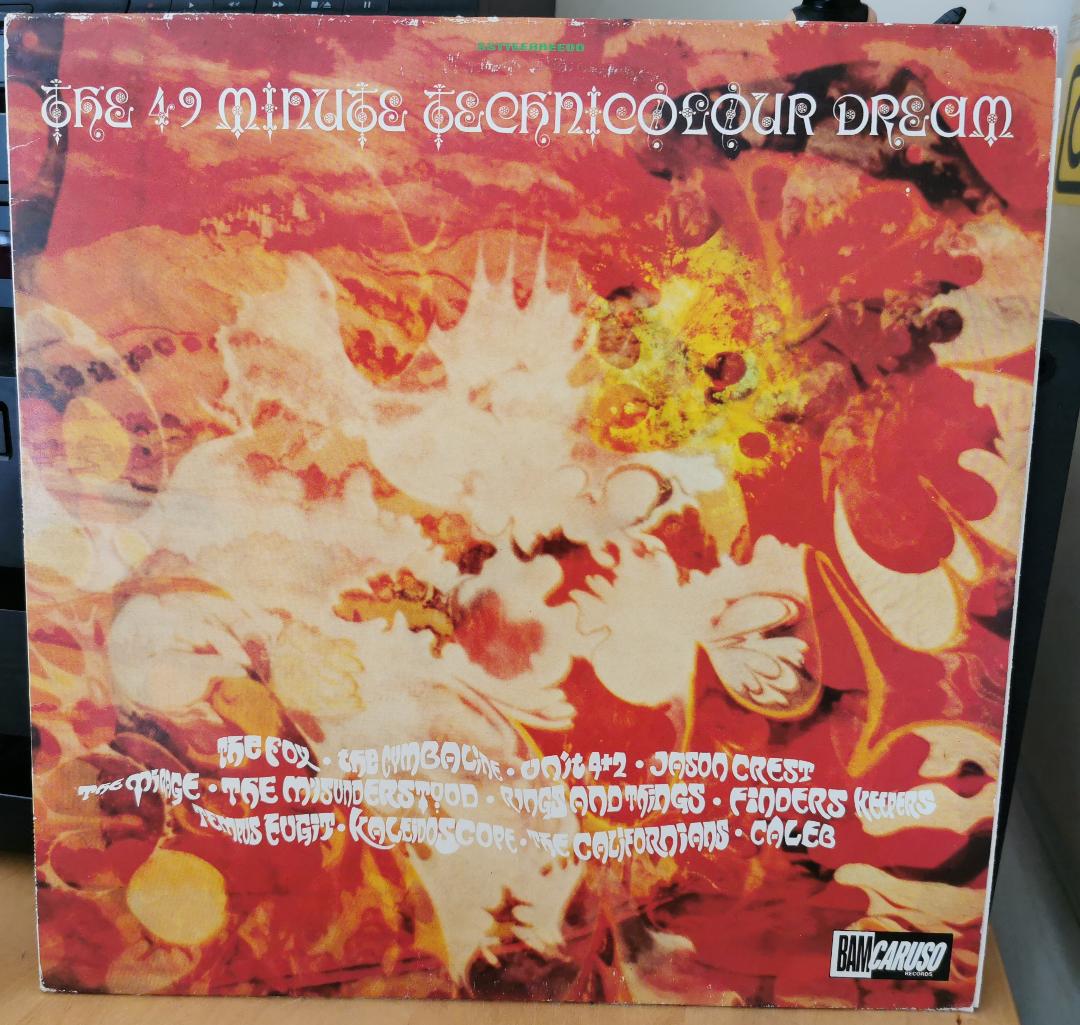 THE 49 MINUTE TECHNICOLOUR DREAM
THE FOX · THE CYMBALINE · UNIT 4+2 · JASON CREST
THE MIRAGE · THE MISUNDERSTOOD · RINGS AND THINGS · FINDERS KEEPERS
TEMPUS FUGIT · KALEIDOSCOPE · THE CALIFORNIANS · CALEB
BAM CARUSO
RECORDS